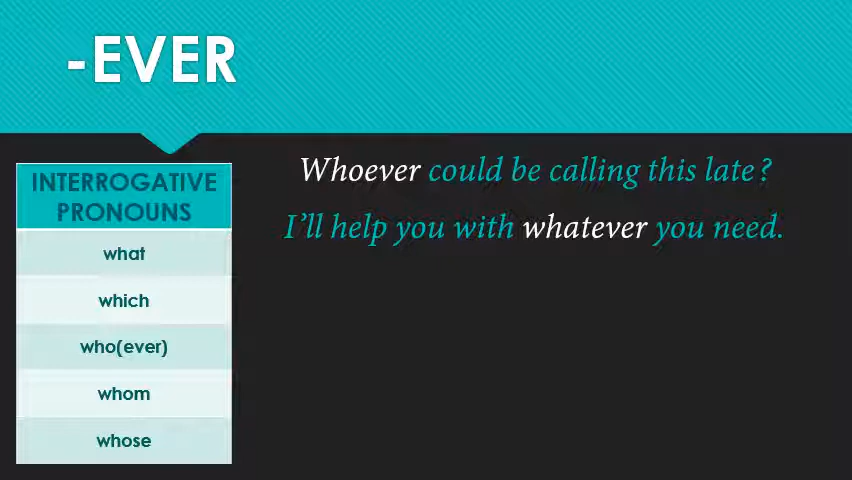 -EVER
INTERROGATIVE
PRONOUNS
what
which
who(ever)
whom
whose
Whoever could be calling this late?
I'll help you with whatever you need.